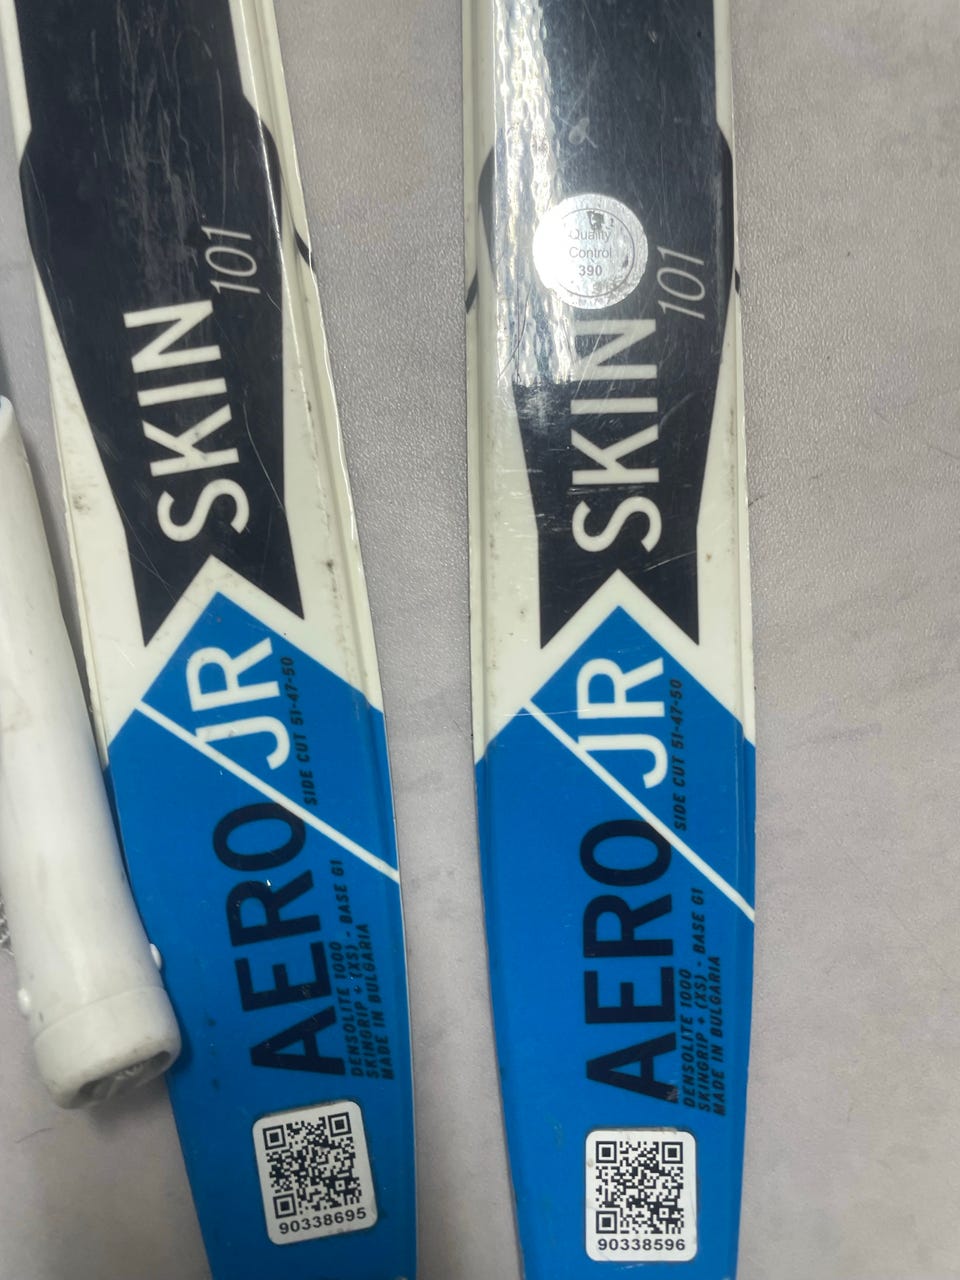 SKIN
101
AERO JR
SIDE CUT 51-47-50
DENSOLITE 1000
SKINGRIP + (XS) - BASE G1
MADE IN BULGARIA
90338695
Quality
Control
390
SKIN
101
AERO JR
SIDE CUT 51-47-50
DENSOLITE 1000
SKINGRIP + (XS) - BASE G1
MADE IN BULGARIA
90338596